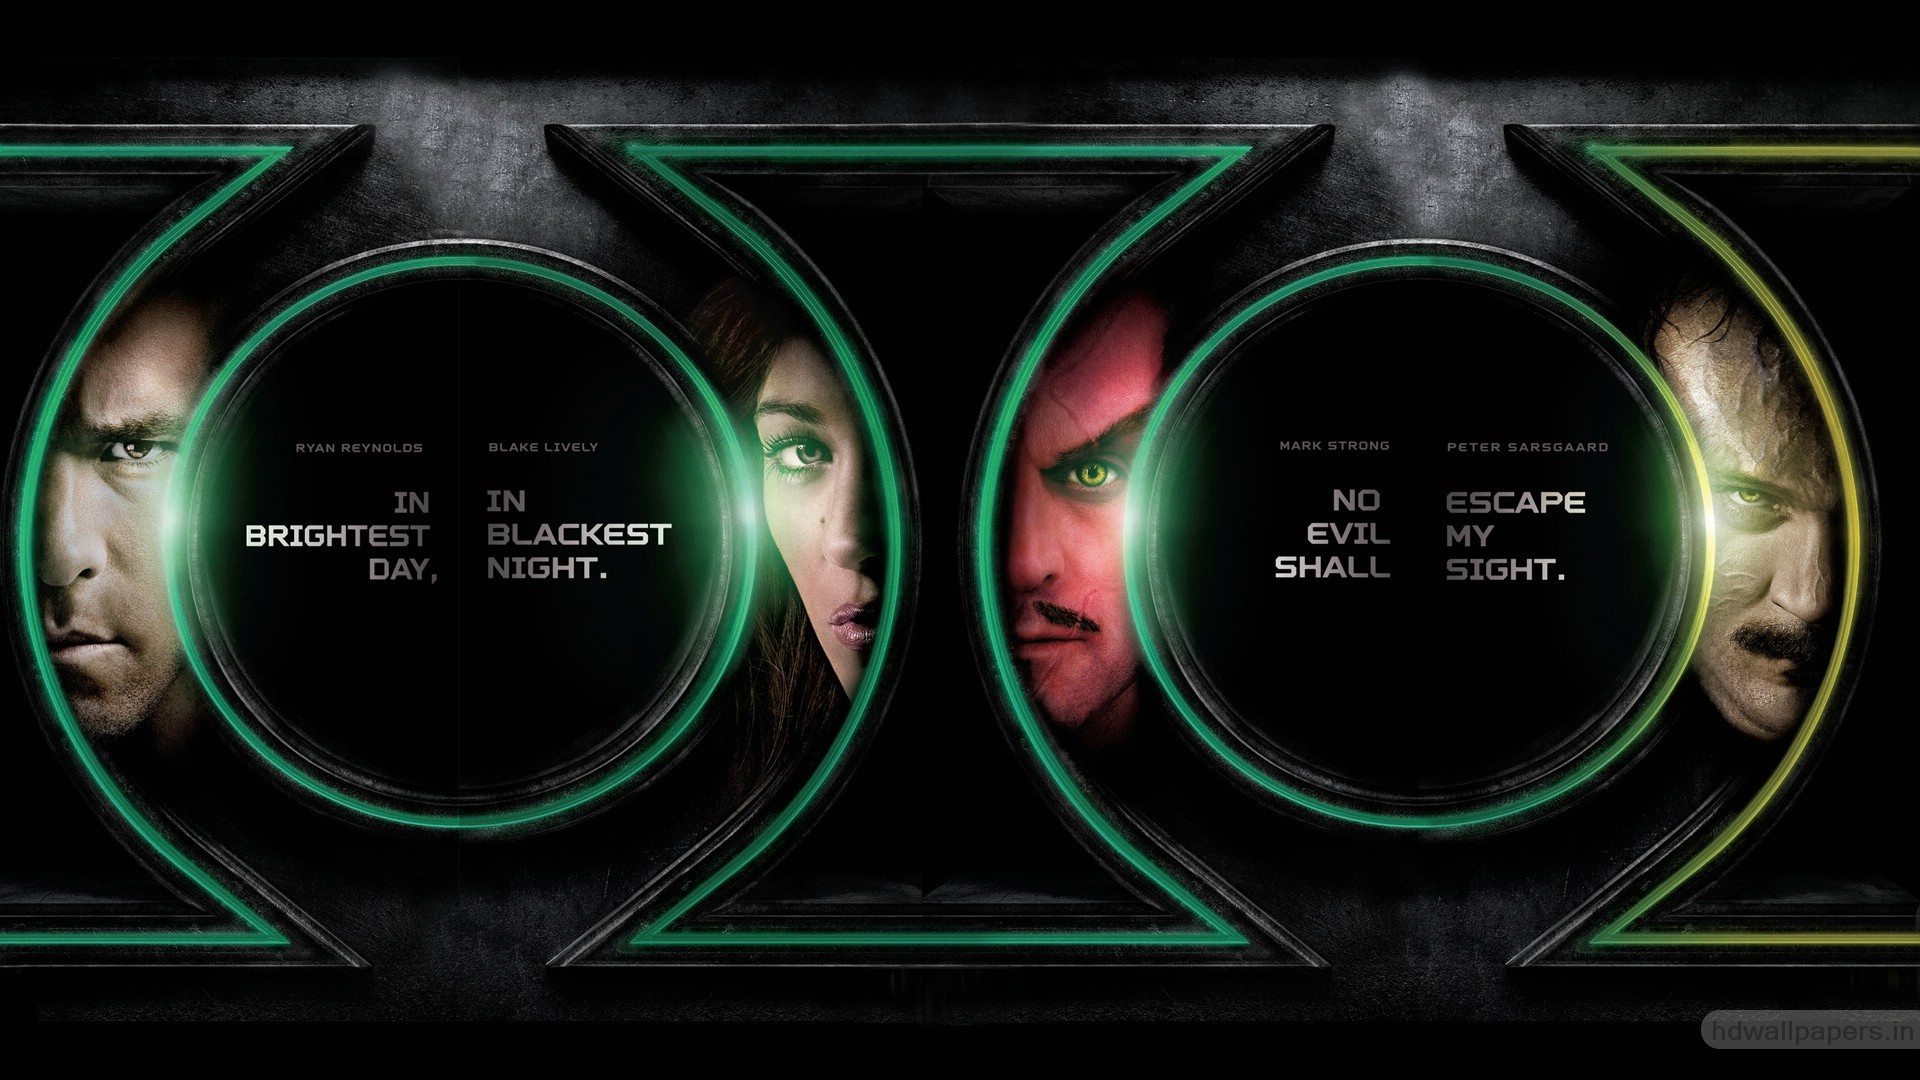 RYAN REYNOLDS
IN
BRIGHTEST
DAY,
BLAKE LIVELY
IN
BLACKEST
NIGHT.
MARK STRONG
NO
EVIL
SHALL
PETER SARSGAARD
ESCAPE
MY
SIGHT.
hdwallpapers.in